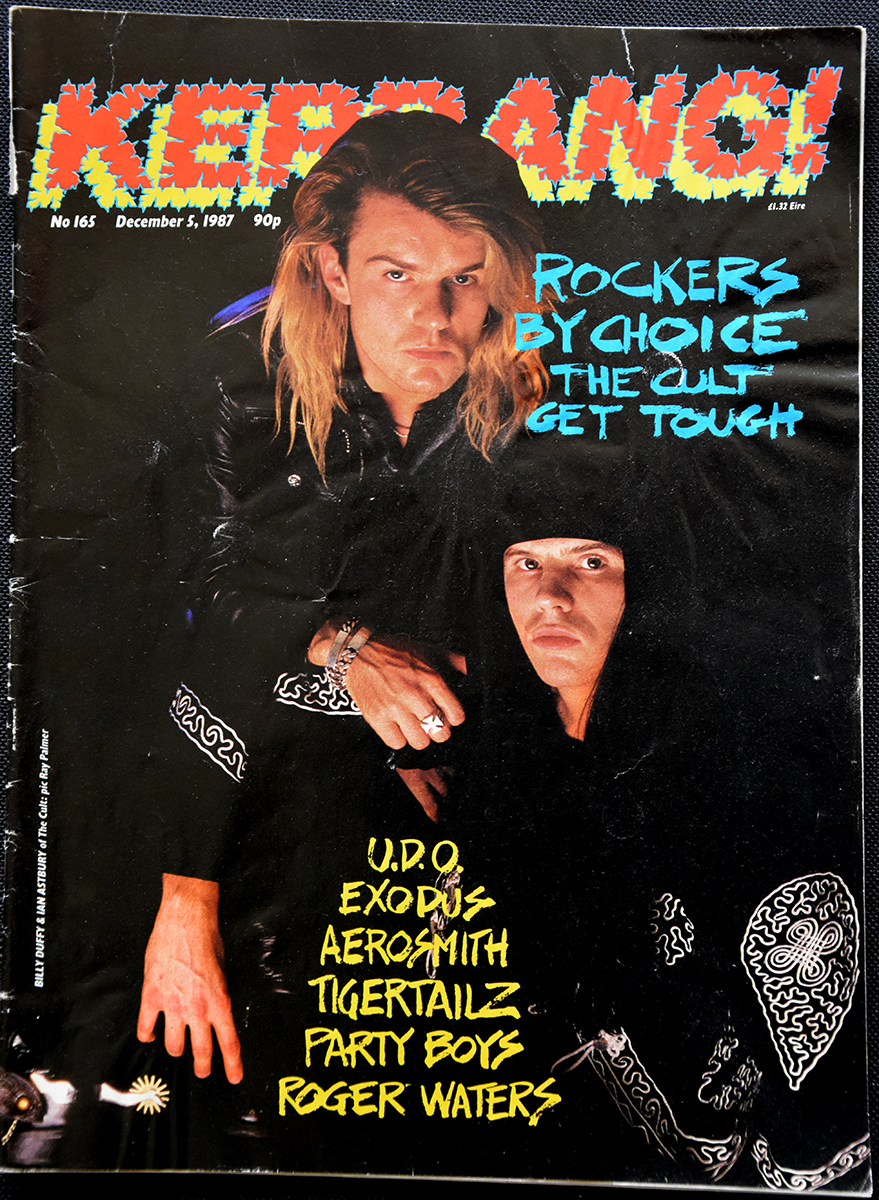 KERRANG!
No 165 December 5, 1987 90p
£1.32 Eire
ROCKERS
BY CHOICE
THE CULT
GET TOUGH
BILLY DUFFY & IAN ASTBURY of The Cult: pic Ray Palmer
U.D.O.
EXODUS
AEROSMITH
TIGERTAILZ
PARTY BOYS
ROGER WATERS